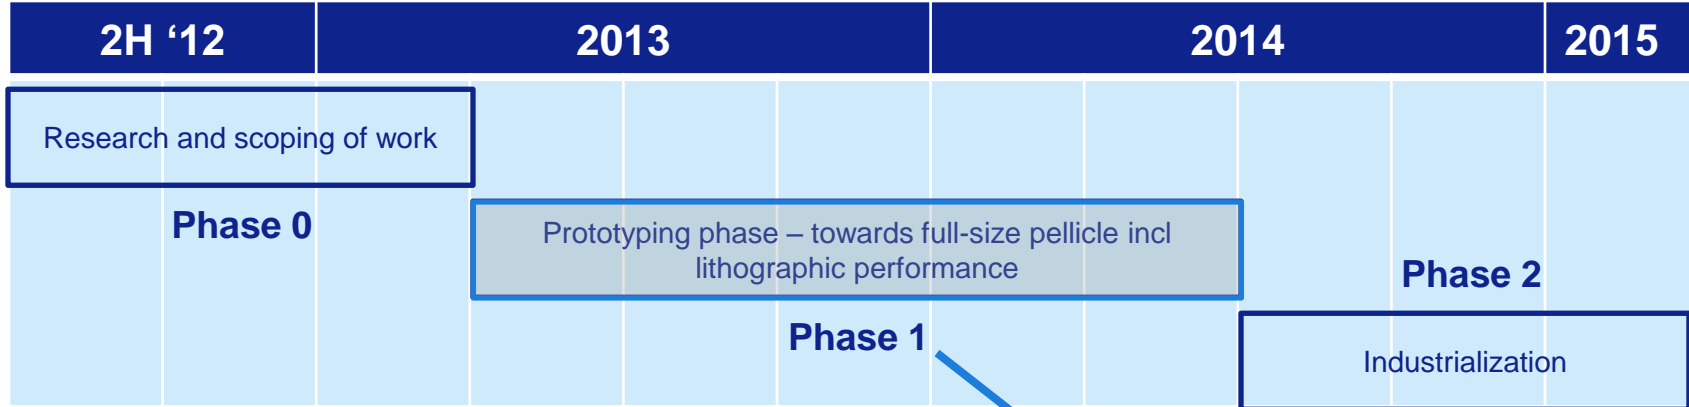 2H ‘12
2013
2014
2015
Research and scoping of work
Phase 0
Prototyping phase – towards full-size pellicle incl
lithographic performance
Phase 2
Phase 1
Industrialization